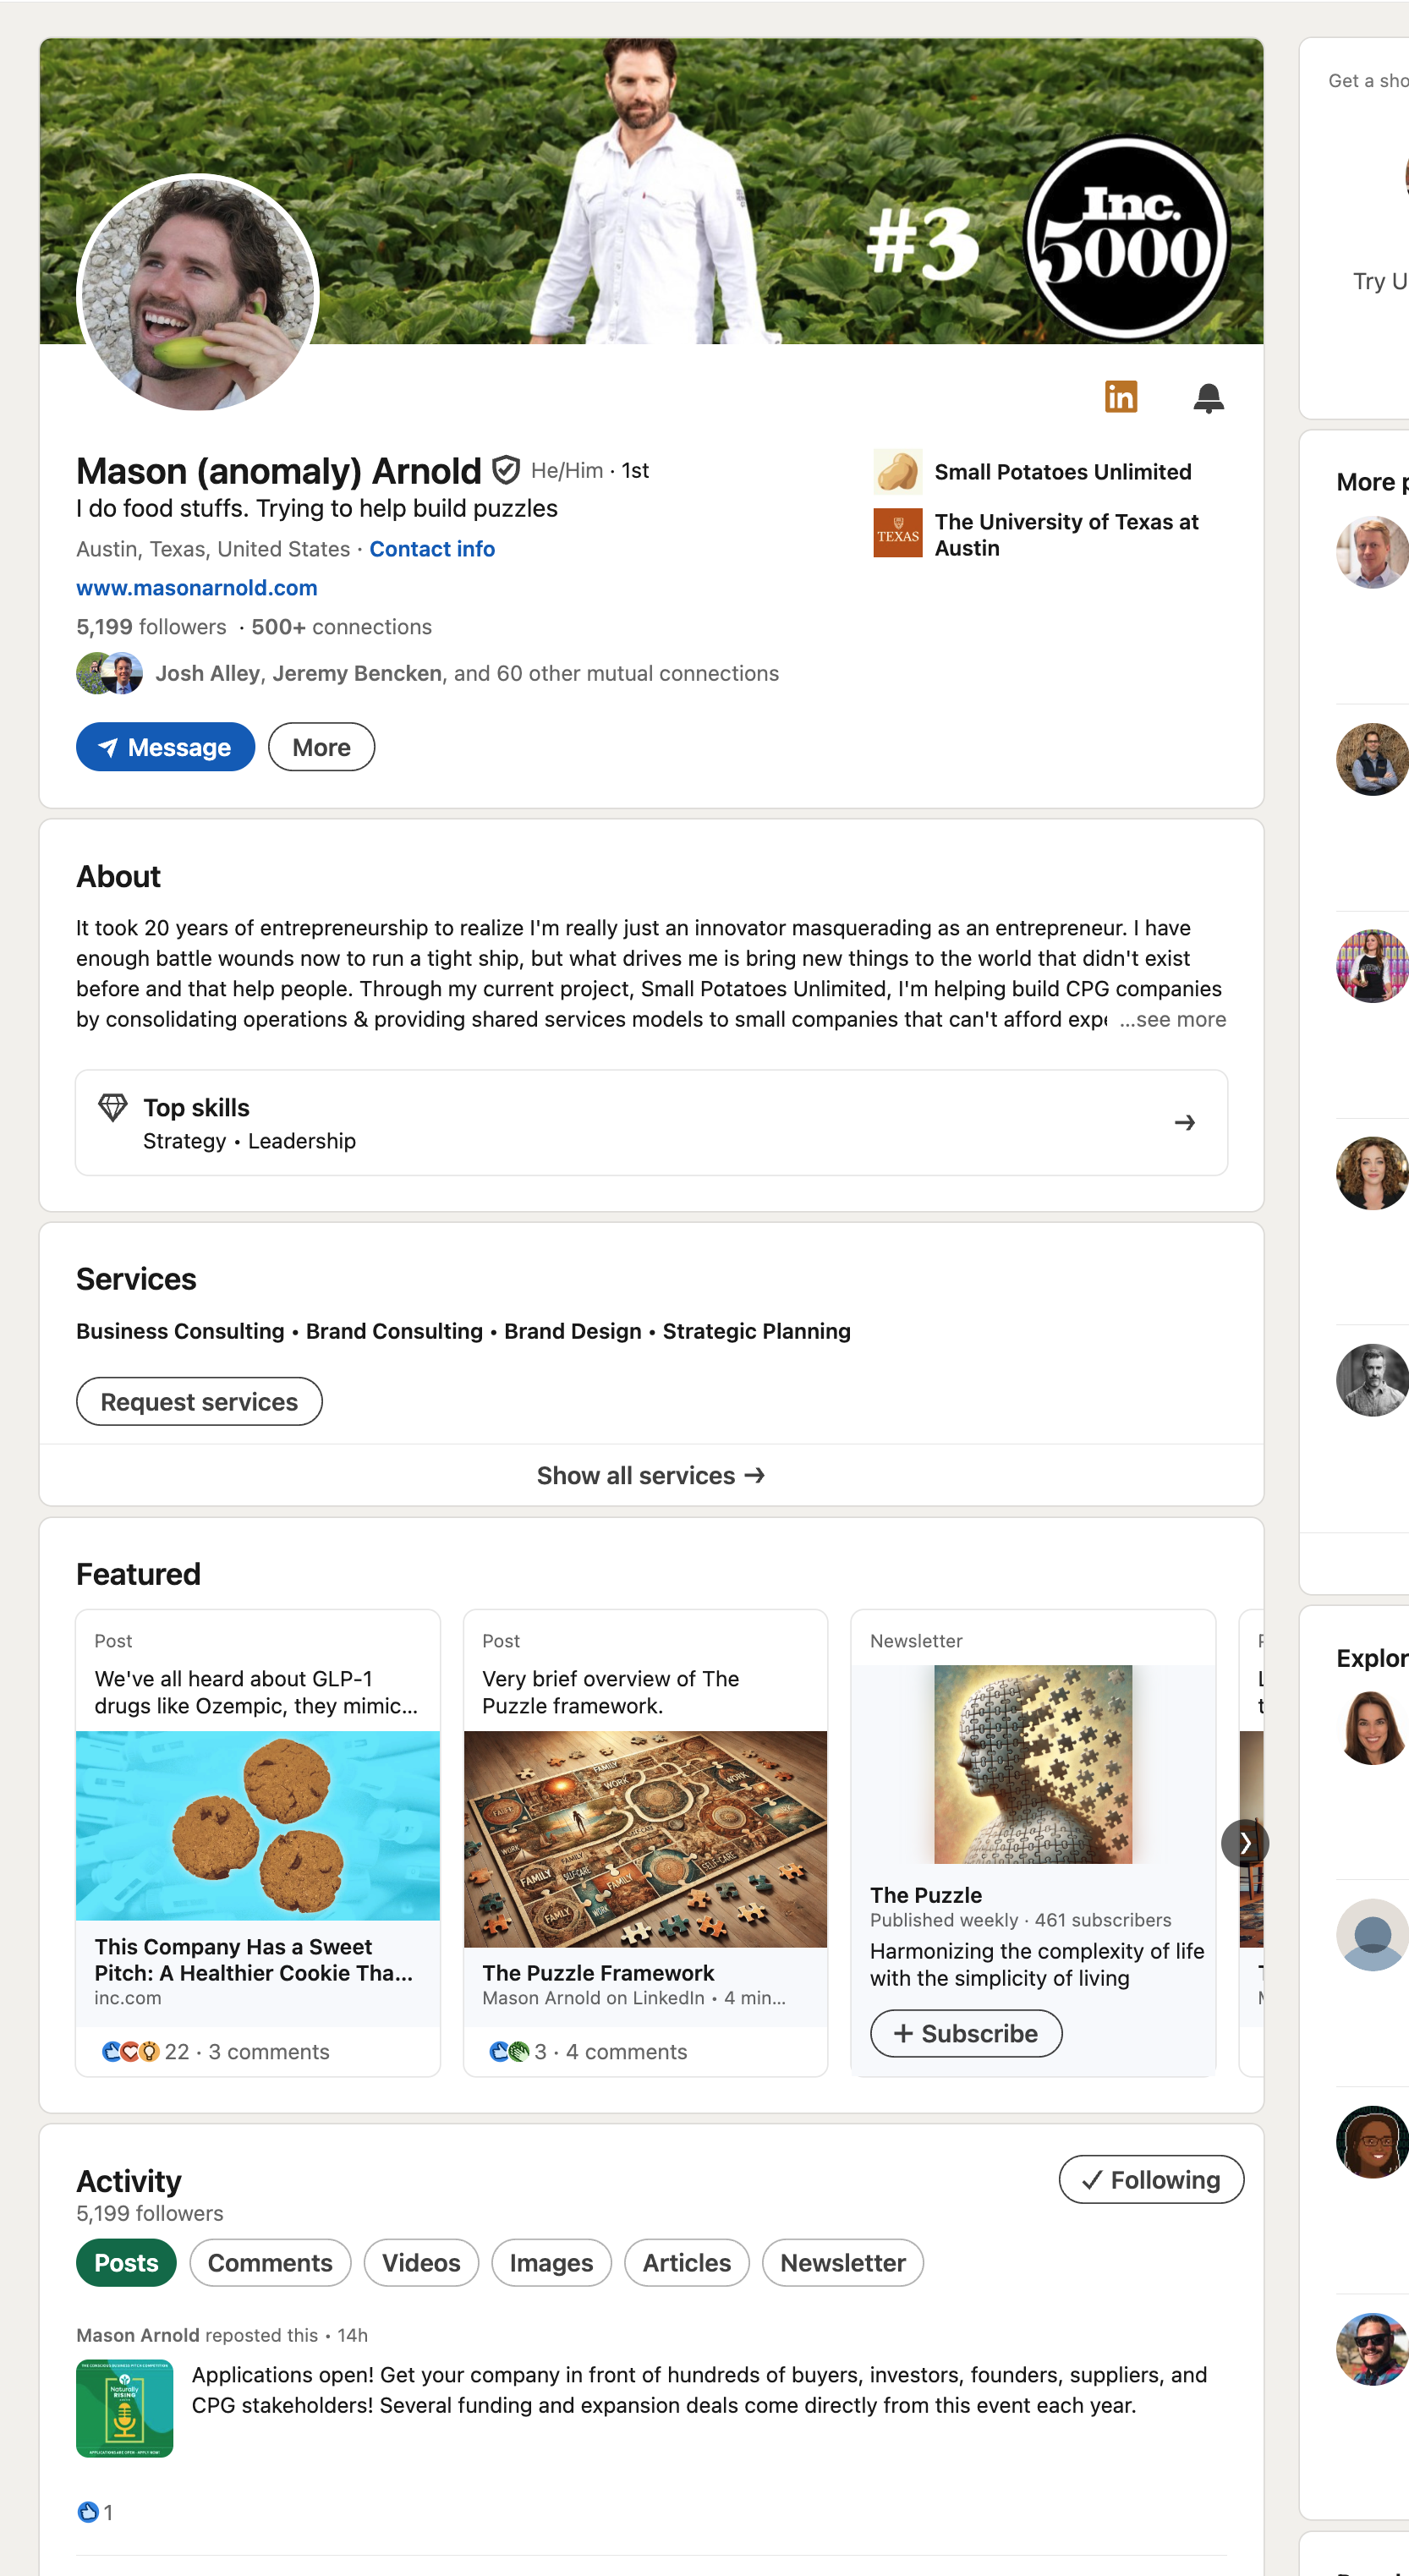 Get a sho
#3
Inc.
5000
Try U
in
Mason (anomaly) Arnold He/Him · 1st
I do food stuffs. Trying to help build puzzles
Austin, Texas, United States · Contact info
www.masonarnold.com
5,199 followers · 500+ connections
Josh Alley, Jeremy Bencken, and 60 other mutual connections
Message
More
Small Potatoes Unlimited
TEXAS
The University of Texas at
Austin
About
It took 20 years of entrepreneurship to realize I'm really just an innovator masquerading as an entrepreneur. I have
enough battle wounds now to run a tight ship, but what drives me is bring new things to the world that didn't exist
before and that help people. Through my current project, Small Potatoes Unlimited, I'm helping build CPG companies
by consolidating operations & providing shared services models to small companies that can't afford expe ...see more
Top skills
Strategy • Leadership
Services
Business Consulting • Brand Consulting • Brand Design • Strategic Planning
Request services
Show all services →
Featured
Post
We've all heard about GLP-1
drugs like Ozempic, they mimic...
This Company Has a Sweet
Pitch: A Healthier Cookie Tha...
inc.com
22 · 3 comments
Post
Very brief overview of The
Puzzle framework.
FAMILY
WORK
WORK
FAMILY
SELF-CARE
FAMILY
WORK
SELF-CARE
The Puzzle Framework
Mason Arnold on LinkedIn • 4 min...
3 · 4 comments
Newsletter
The Puzzle
Published weekly · 461 subscribers
Harmonizing the complexity of life
with the simplicity of living
+ Subscribe
Activity
5,199 followers
Following
Posts
Comments
Videos
Images
Articles
Newsletter
Mason Arnold reposted this • 14h
Naturally
RISING
Applications open! Get your company in front of hundreds of buyers, investors, founders, suppliers, and
CPG stakeholders! Several funding and expansion deals come directly from this event each year.
1
More p
Explor